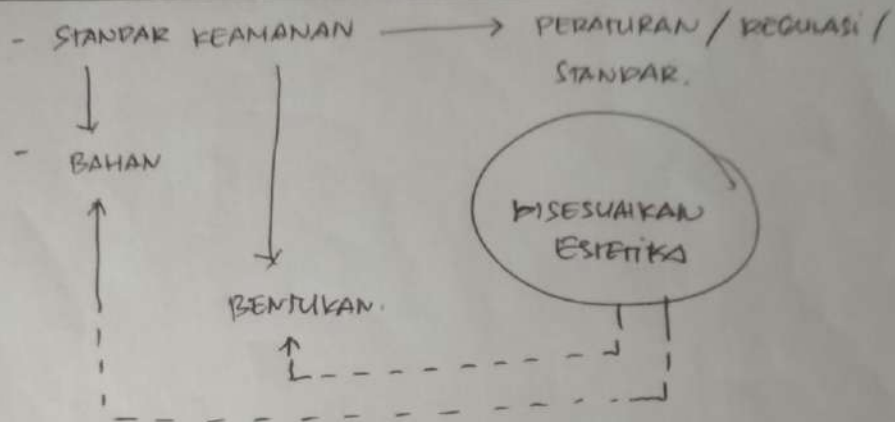 - STANDAR KEAMANAN → PERATURAN / REGULASI /
STANDAR.
- BAHAN
DISESUAIKAN
ESTETIKA
BENTUKAN.